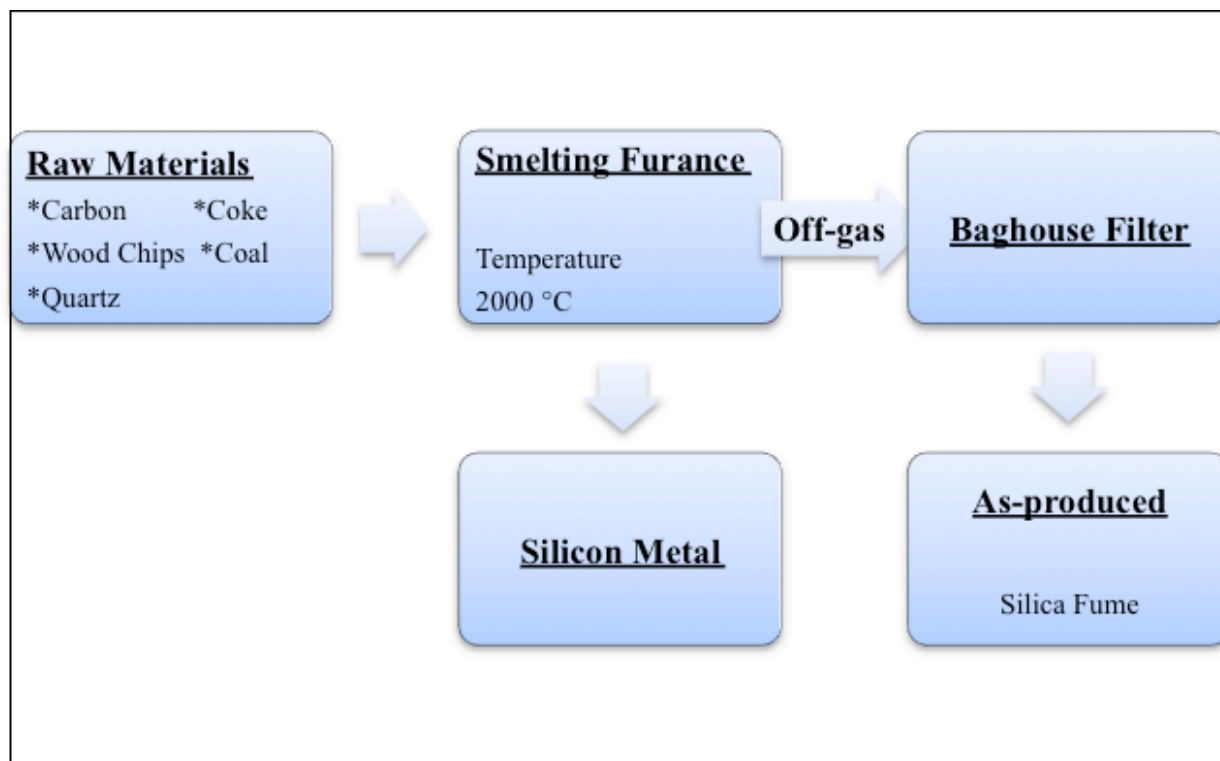 Raw Materials
*Carbon *Coke
*Wood Chips *Coal
*Quartz
Smelting Furance
Temperature
2000 °C
Off-gas
Baghouse Filter
Silicon Metal
As-produced
Silica Fume